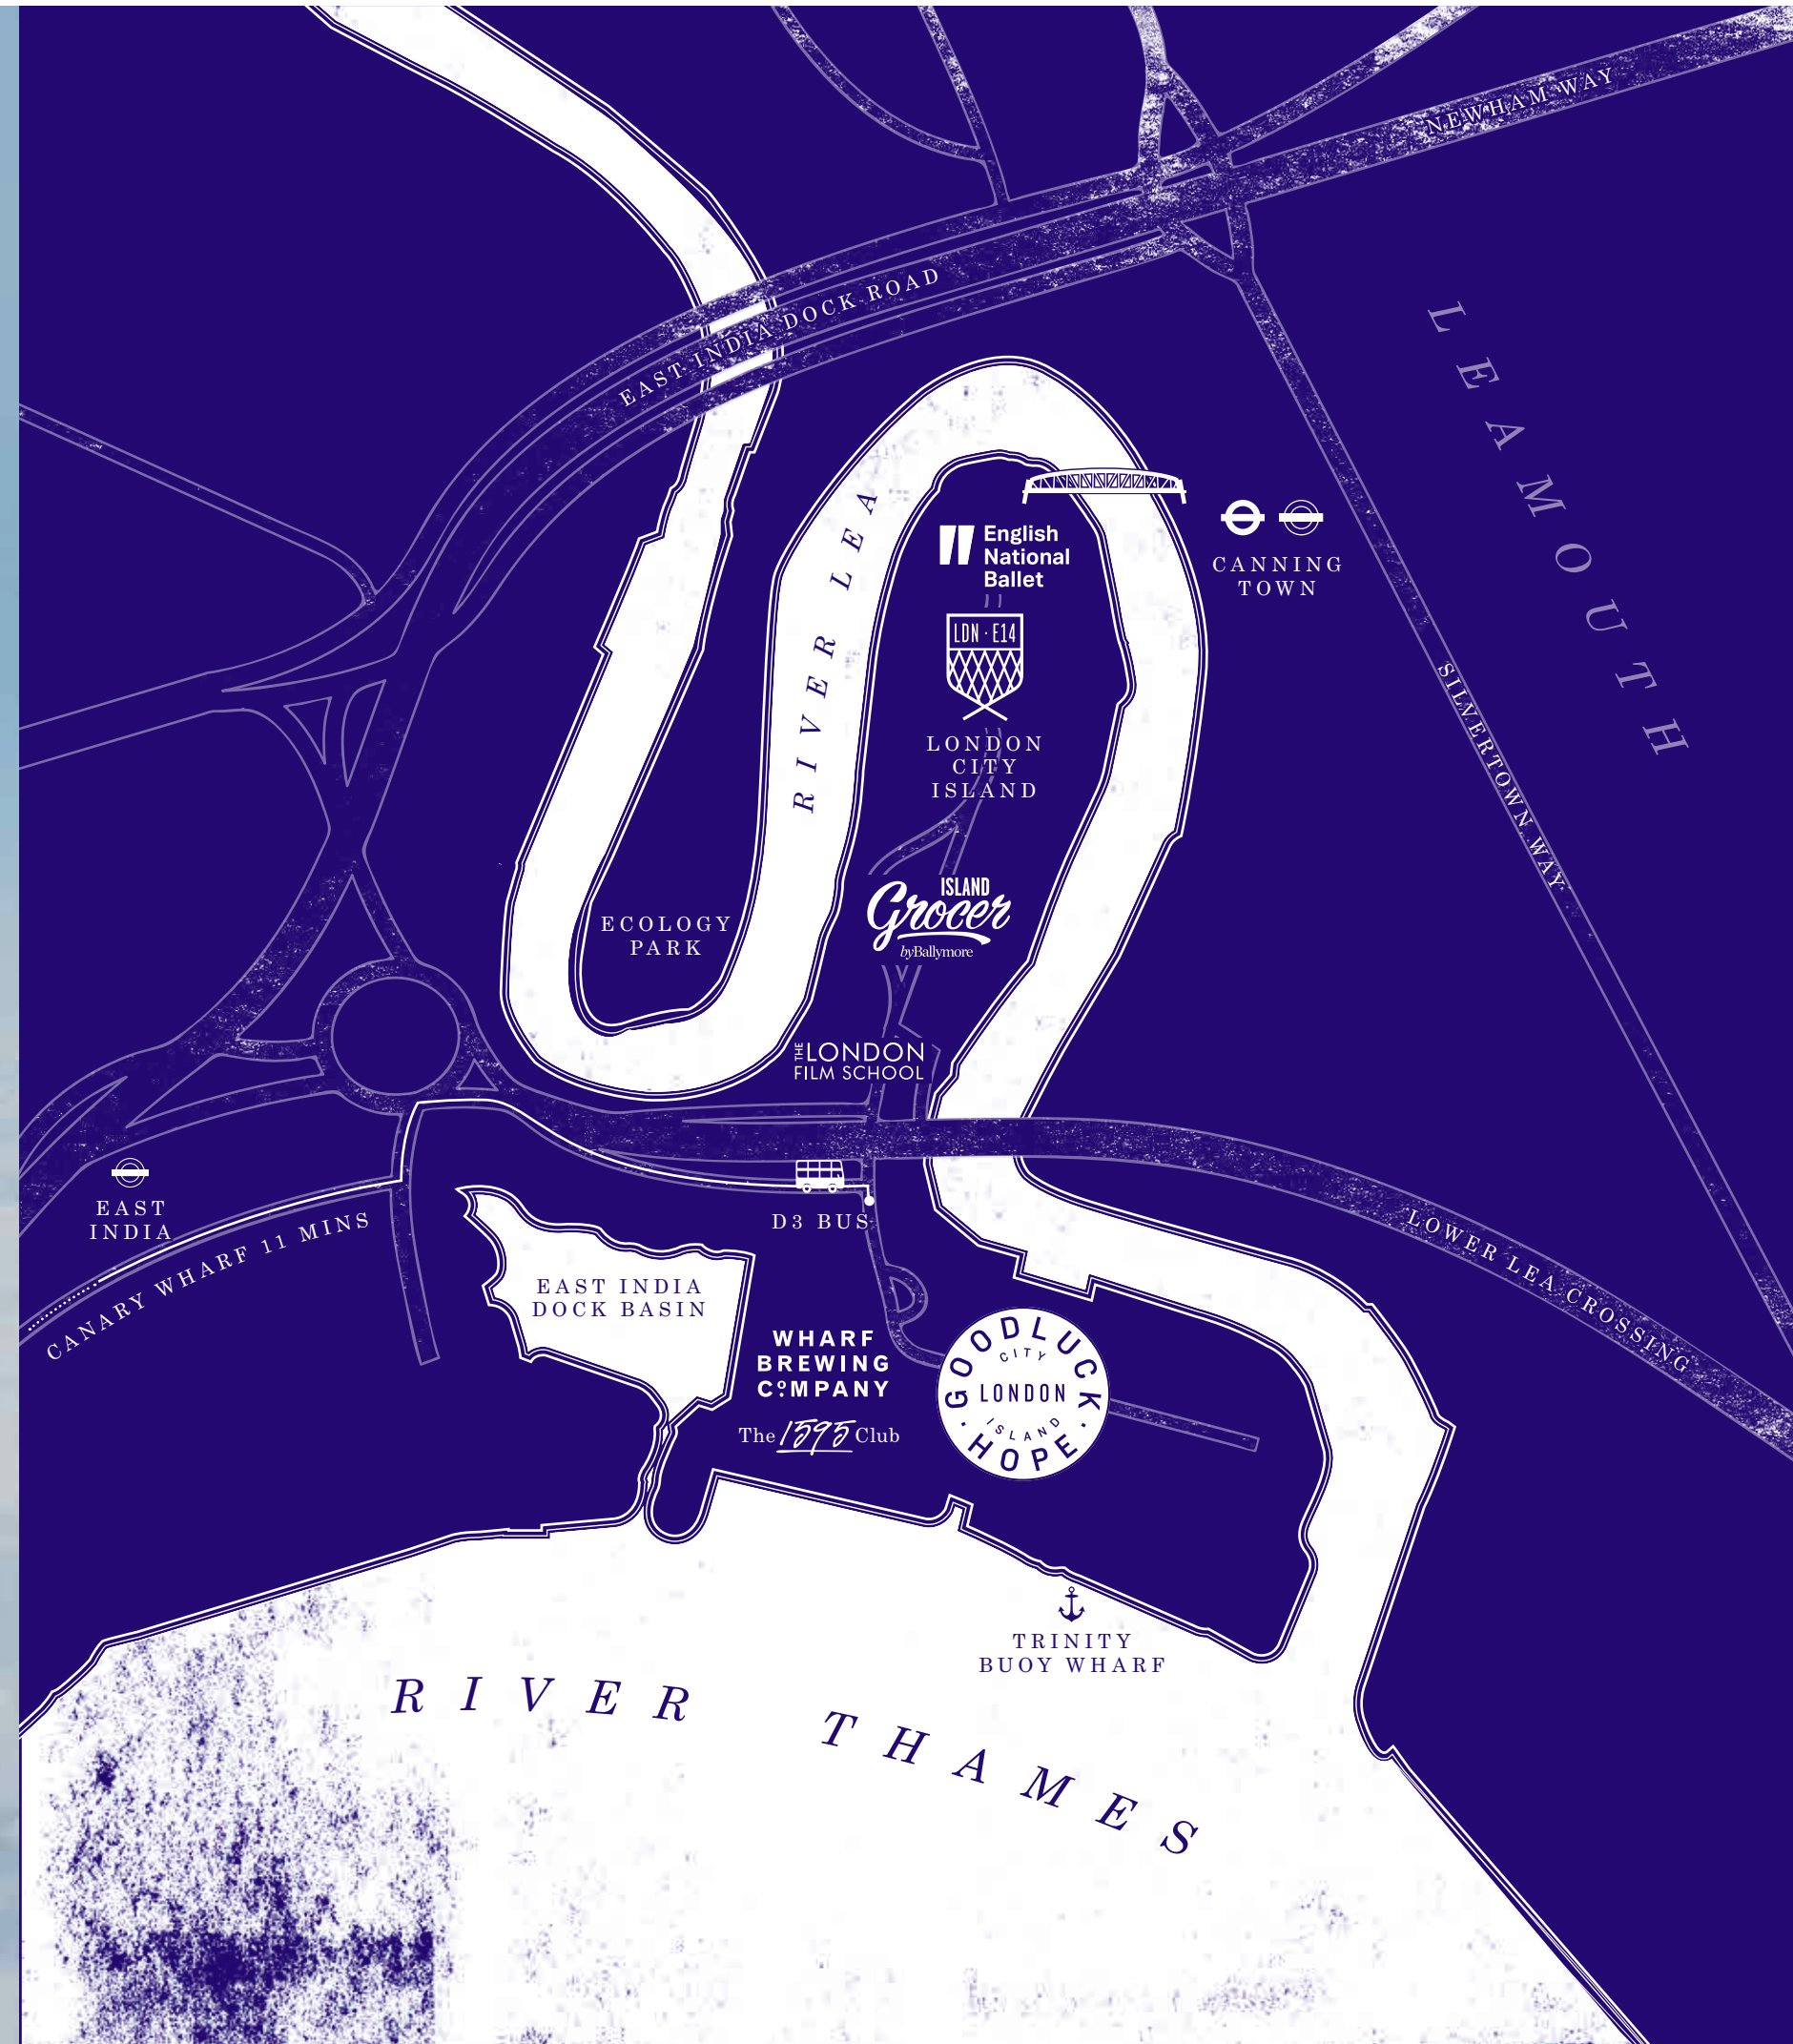 NEWHAM WAY
EAST INDIA DOCK ROAD
LEAMOUTH
RIVER LEA
English
National
Ballet
CANNING
TOWN
LDN · E14
LONDON
CITY
ISLAND
SILVERTOWN WAY
ISLAND
Grocer
byBallymore
ECOLOGY
PARK
THE LONDON
FILM SCHOOL
EAST
INDIA
CANARY WHARF 11 MINS
D3 BUS
LOWER LEA CROSSING
EAST INDIA
DOCK BASIN
WHARF
BREWING
COMPANY
The 1595 Club
GOODLUCK
CITY
LONDON
ISLAND
· HOPE ·
TRINITY
BUOY WHARF
RIVER THAMES